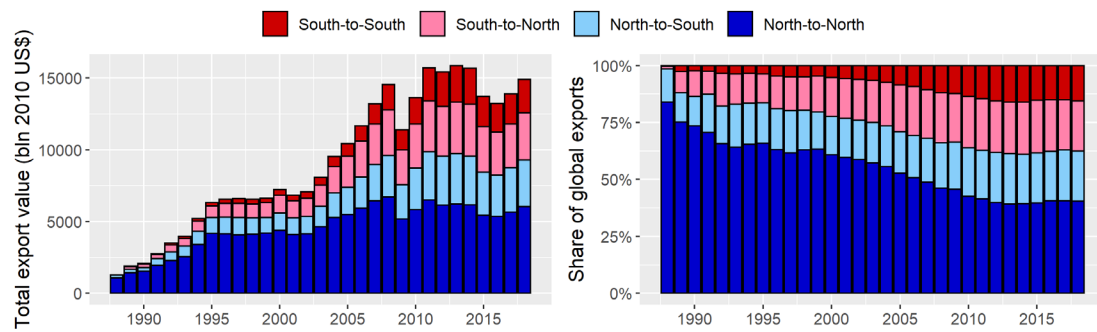 South-to-South South-to-North North-to-South North-to-North
Total export value (bln 2010 US$)
15000
10000
5000
0
1990 1995 2000 2005 2010 2015
Share of global exports
100%
75%
50%
25%
0%
1990 1995 2000 2005 2010 2015